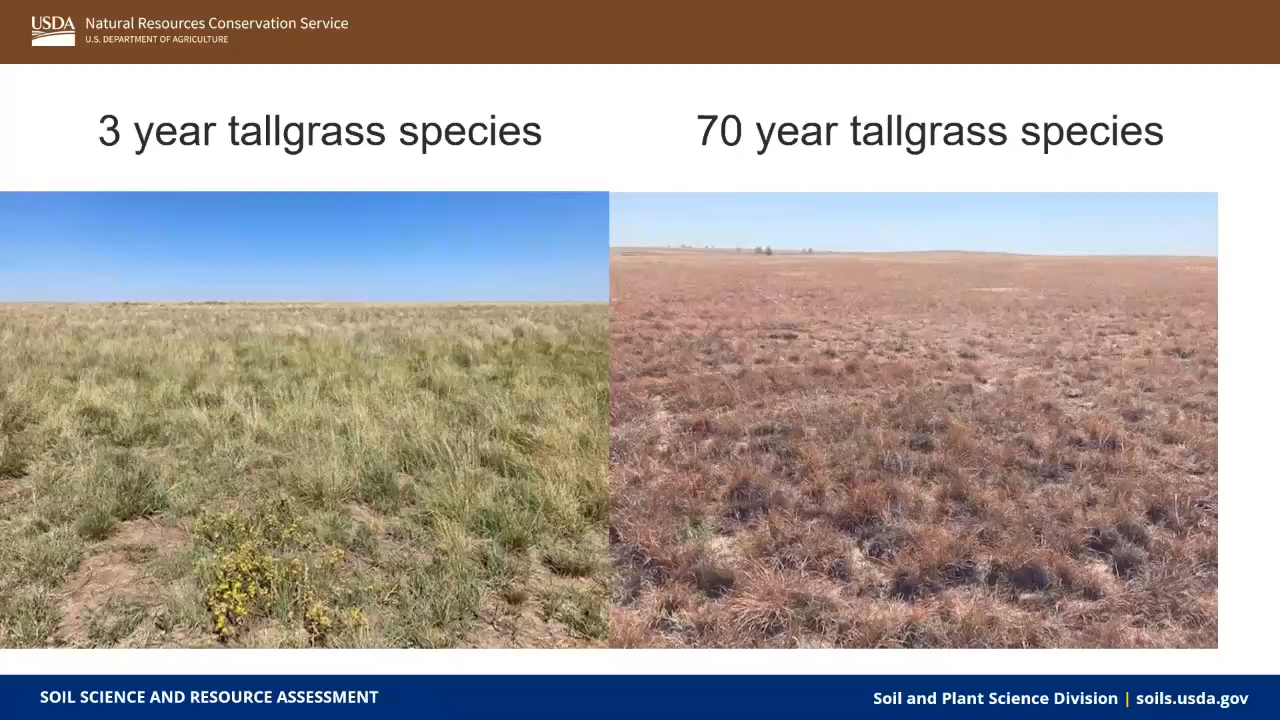 USDA Natural Resources Conservation Service
U.S. DEPARTMENT OF AGRICULTURE
3 year tallgrass species
70 year tallgrass species
SOIL SCIENCE AND RESOURCE ASSESSMENT
Soil and Plant Science Division | soils.usda.gov